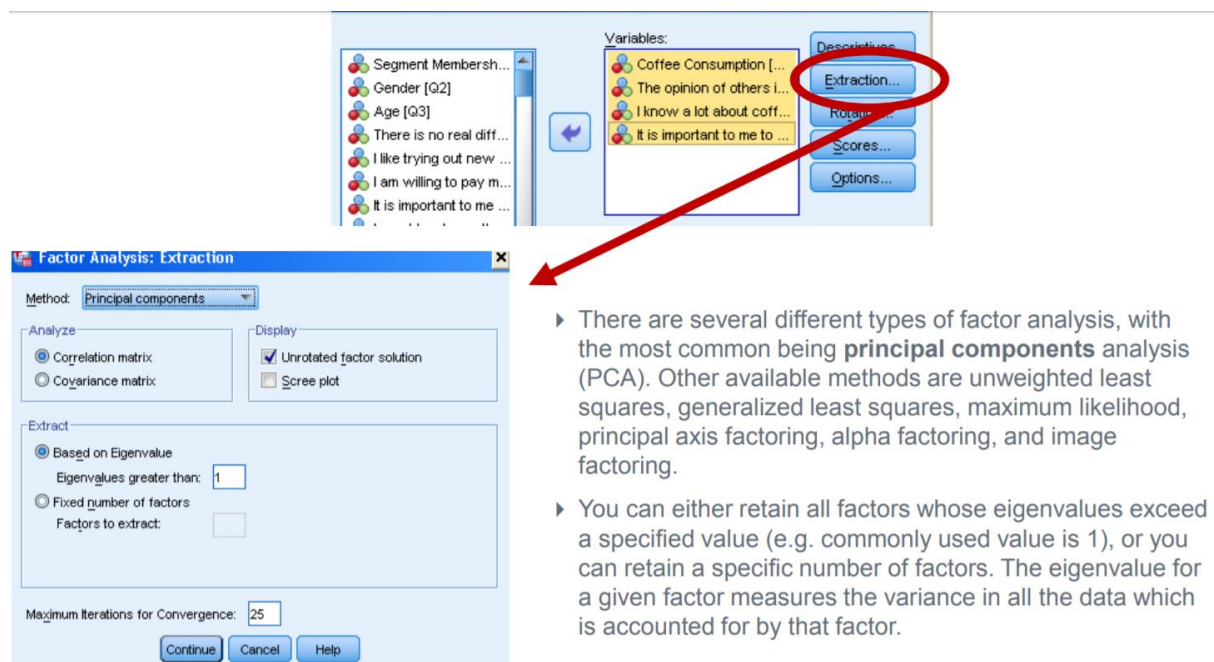 Variables:
Segment Membersh...
Gender [Q2]
Age [Q3]
There is no real diff...
I like trying out new ...
I am willing to pay m...
It is important to me ...
Coffee Consumption [...
The opinion of others i...
I know a lot about coff...
It is important to me to ...
Descriptives...
Extraction...
Scores...
Options...
Factor Analysis: Extraction
Method: Principal components
Analyze
Correlation matrix
Covariance matrix
Display
Unrotated factor solution
Scree plot
Extract
Based on Eigenvalue
Eigenvalues greater than: 1
Fixed number of factors
Factors to extract:
Maximum Iterations for Convergence: 25
Continue Cancel Help
There are several different types of factor analysis, with
the most common being principal components analysis
(PCA). Other available methods are unweighted least
squares, generalized least squares, maximum likelihood,
principal axis factoring, alpha factoring, and image
factoring.
You can either retain all factors whose eigenvalues exceed
a specified value (e.g. commonly used value is 1), or you
can retain a specific number of factors. The eigenvalue for
a given factor measures the variance in all the data which
is accounted for by that factor.